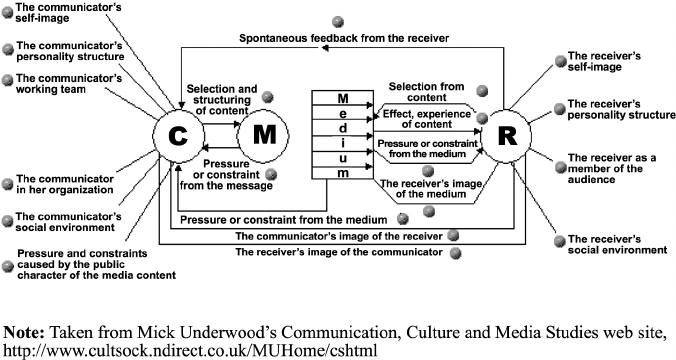 The communicator's
self-image
The communicator's
personality structure
The communicator's
working team
The communicator
in her organization
The communicator's
social environment
Pressure and constraints
caused by the public
character of the media content
Spontaneous feedback from the receiver
Selection and
structuring
of content
C
M
Pressure
or constraint
from the message
M
e
d
i
u
m
Selection from
content
Effect, experience
of content
Pressure or constraint
from the medium
The receiver's image
of the medium
R
Pressure or constraint from the medium
The communicator's image of the receiver
The receiver's image of the communicator
The receiver's
self-image
The receiver's
personality structure
The receiver as a
member of the
audience
The receiver's
social environment
Note: Taken from Mick Underwood's Communication, Culture and Media Studies web site,
http://www.cultsock.ndirect.co.uk/MUHome/cshtml